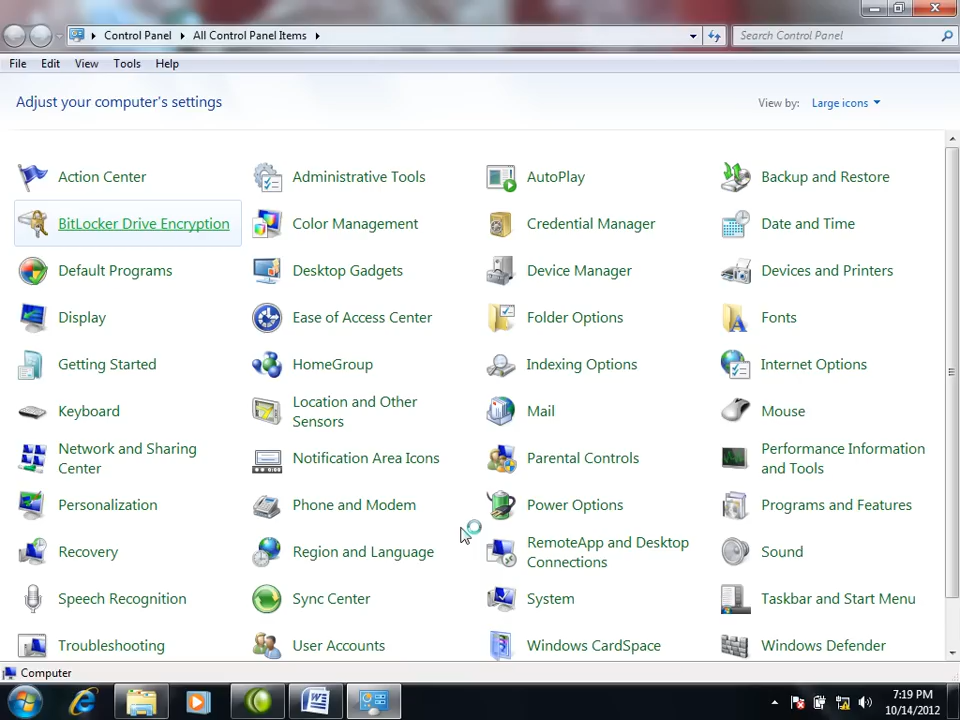 Control Panel All Control Panel Items
Search Control Panel
File Edit View Tools Help
Adjust your computer's settings
View by: Large icons
Action Center
Administrative Tools
AutoPlay
Backup and Restore
BitLocker Drive Encryption
Color Management
Credential Manager
Date and Time
Default Programs
Desktop Gadgets
Device Manager
Devices and Printers
Display
Ease of Access Center
Folder Options
Fonts
Getting Started
HomeGroup
Indexing Options
Internet Options
Keyboard
Location and Other
Sensors
Mail
Mouse
Network and Sharing
Center
Notification Area Icons
Parental Controls
Performance Information
and Tools
Personalization
Phone and Modem
Power Options
Programs and Features
Recovery
Region and Language
RemoteApp and Desktop
Connections
Sound
Speech Recognition
Sync Center
System
Taskbar and Start Menu
Troubleshooting
User Accounts
Windows CardSpace
Windows Defender
Computer
7:19 PM
10/14/2012